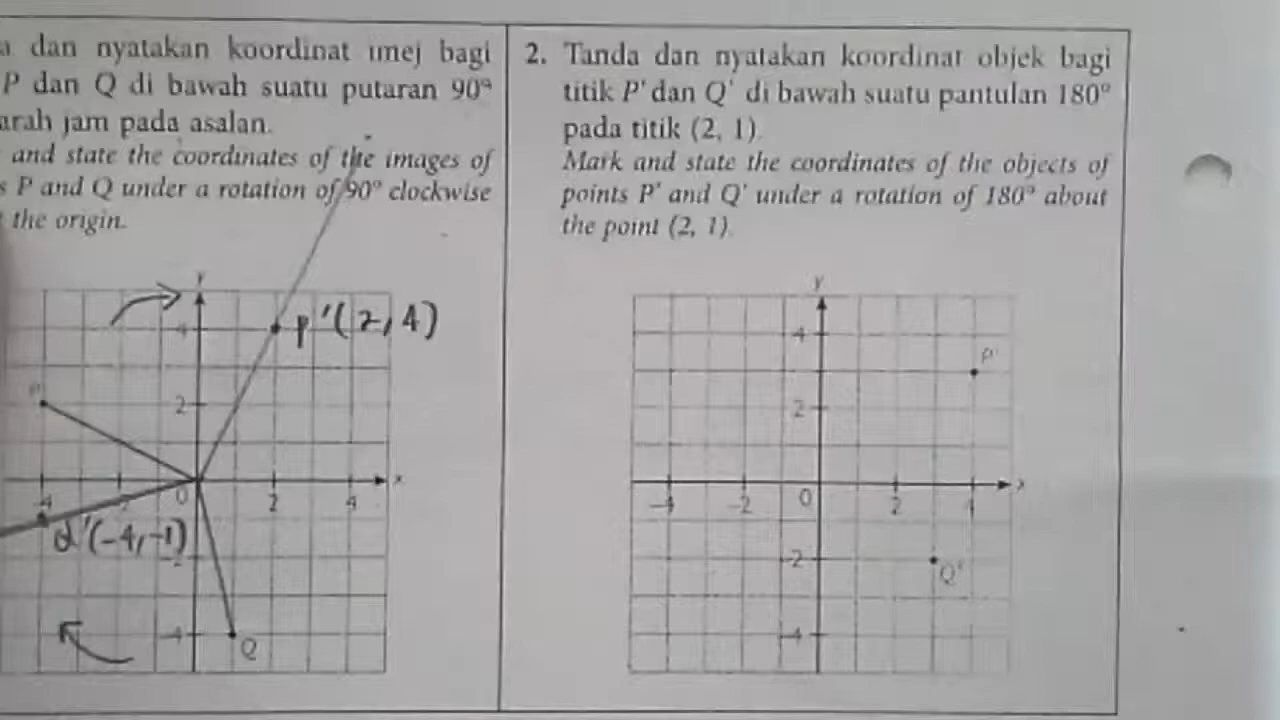 dan nyatakan koordinat imej bagi
P dan Q di bawah suatu putaran 90°
arah jam pada asalan.
and state the coordinates of the images of
P and Q under a rotation of 90° clockwise
the origin.
y
4
P'(2, 4)
P
2
-4
0
2
4
x
Q'(-4, -1)
-2
-4
Q
2. Tanda dan nyatakan koordinat objek bagi
titik P' dan Q' di bawah suatu pantulan 180°
pada titik (2, 1).
Mark and state the coordinates of the objects of
points P' and Q' under a rotation of 180° about
the point (2, 1).
y
4
P'
2
-4
-2
0
2
4
x
-2
Q'
-4